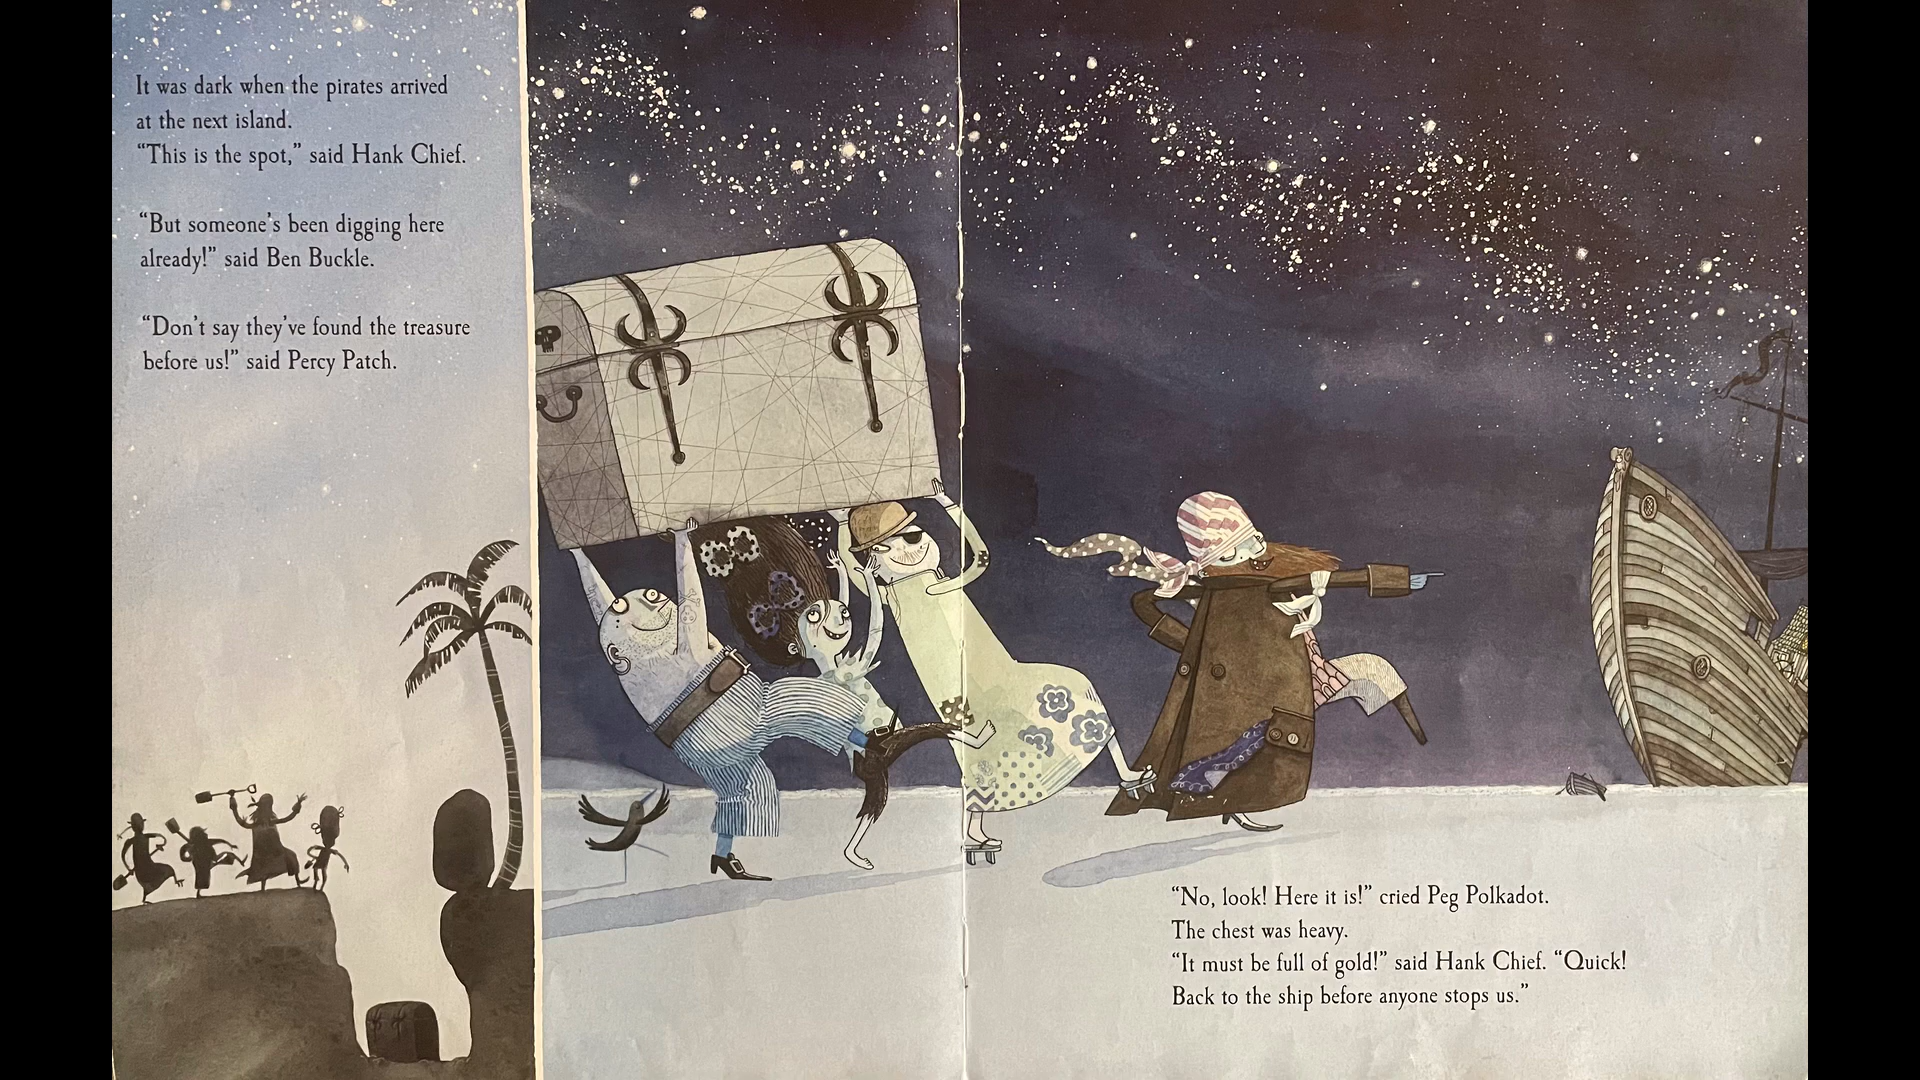 It was dark when the pirates arrived
at the next island.
“This is the spot,” said Hank Chief.
“But someone’s been digging here
already!” said Ben Buckle.
“Don’t say they’ve found the treasure
before us!” said Percy Patch.
“No, look! Here it is!” cried Peg Polkadot.
The chest was heavy.
“It must be full of gold!” said Hank Chief. “Quick!
Back to the ship before anyone stops us.”